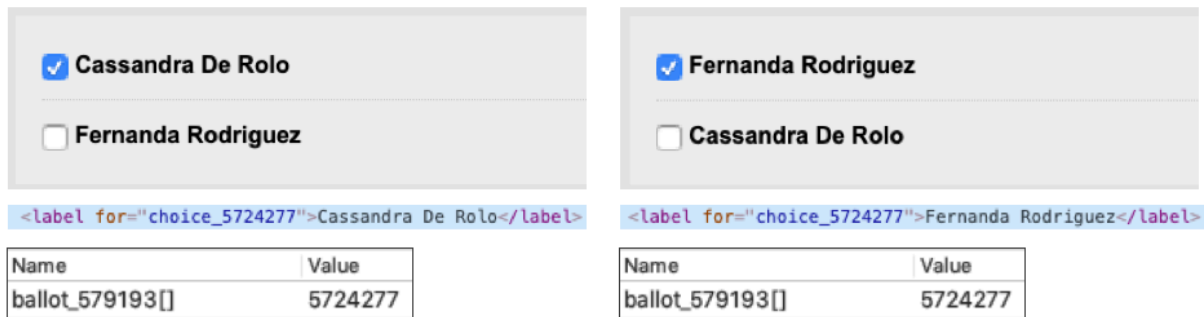 Cassandra De Rolo
Fernanda Rodriguez
<label for="choice_5724277">Cassandra De Rolo</label>
Name Value
ballot_579193[] 5724277
Fernanda Rodriguez
Cassandra De Rolo
<label for="choice_5724277">Fernanda Rodriguez</label>
Name Value
ballot_579193[] 5724277